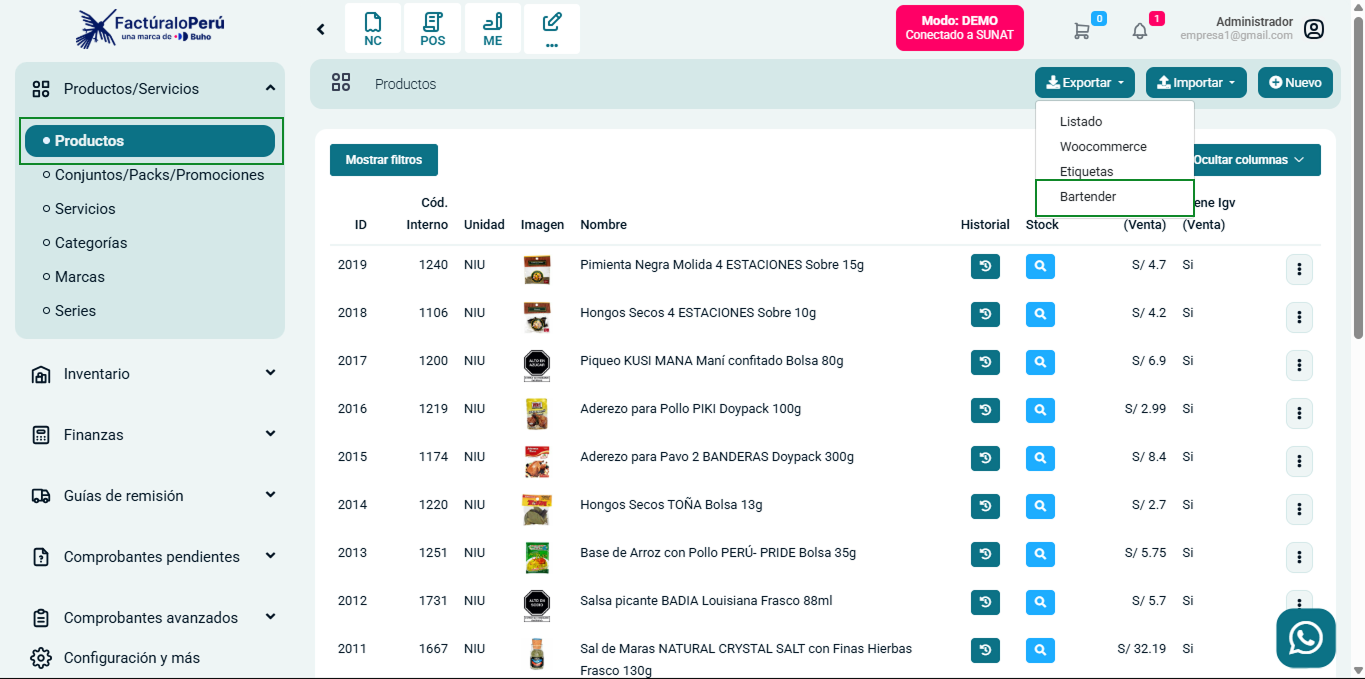 FactúraloPerú
una marca de Buho
NC
POS
ME
...
Modo: DEMO
Conectado a SUNAT
0
1
Administrador
empresa1@gmail.com
Productos/Servicios
Productos
Conjuntos/Packs/Promociones
Servicios
Categorías
Marcas
Series
Inventario
Finanzas
Guías de remisión
Comprobantes pendientes
Comprobantes avanzados
Configuración y más
Productos
Exportar
Importar
Nuevo
Listado
Woocommerce
Etiquetas
Bartender
Mostrar filtros
Ocultar columnas
ID Cód. Interno Unidad Imagen Nombre Historial Stock (Venta) ene Igv (Venta)
2019 1240 NIU Pimienta Negra Molida 4 ESTACIONES Sobre 15g S/ 4.7 Si
2018 1106 NIU Hongos Secos 4 ESTACIONES Sobre 10g S/ 4.2 Si
2017 1200 NIU Piqueo KUSI MANA Maní confitado Bolsa 80g S/ 6.9 Si
2016 1219 NIU Aderezo para Pollo PIKI Doypack 100g S/ 2.99 Si
2015 1174 NIU Aderezo para Pavo 2 BANDERAS Doypack 300g S/ 8.4 Si
2014 1220 NIU Hongos Secos TOÑA Bolsa 13g S/ 2.7 Si
2013 1251 NIU Base de Arroz con Pollo PERÚ- PRIDE Bolsa 35g S/ 5.75 Si
2012 1731 NIU Salsa picante BADIA Louisiana Frasco 88ml S/ 5.7 Si
2011 1667 NIU Sal de Maras NATURAL CRYSTAL SALT con Finas Hierbas S/ 32.19 Si
Frasco 130g